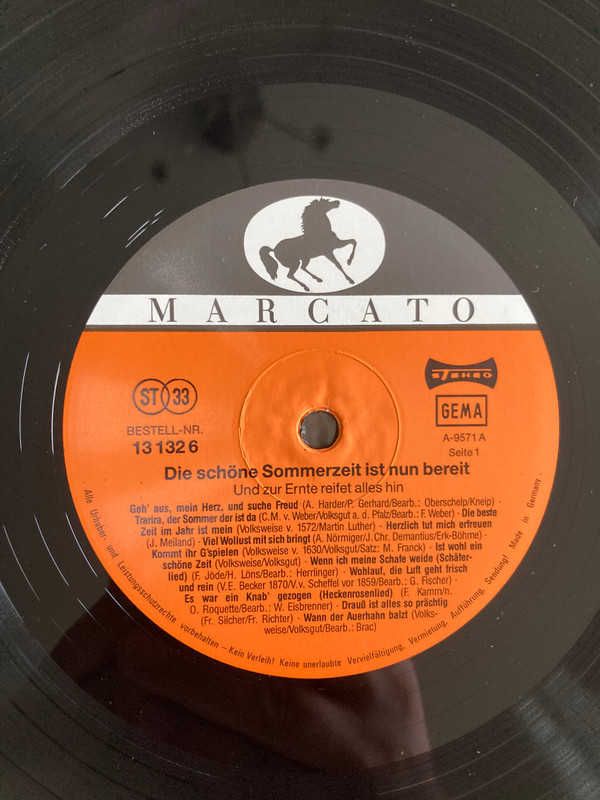 MARCATO
ST 33
STEREO
BESTELL-NR.
13 132 6
GEMA
A-9571 A
Seite 1
Die schöne Sommerzeit ist nun bereit
Und zur Ernte reifet alles hin
Geh' aus, mein Herz, und suche Freud (A. Harder/P. Gerhard/Bearb.: Oberschelp/Kneip) ·
Trarira, der Sommer der ist da (C.M. v. Weber/Volksgut a. d. Pfalz/Bearb.: F. Weber) · Die beste
Zeit im Jahr ist mein (Volksweise v. 1572/Martin Luther) · Herzlich tut mich erfreuen
(J. Meiland) · Viel Wollust mit sich bringt (A. Nörmiger/J. Chr. Demantius/Erk-Böhme) ·
Kommt ihr G'spielen (Volksweise v. 1630/Volksgut/Satz: M. Franck) · Ist wohl ein
schöne Zeit (Volksweise/Volksgut) · Wenn ich meine Schafe weide (Schäfer-
lied) (F. Jöde/H. Löns/Bearb.: Herrlinger) · Wohlauf, die Luft geht frisch
und rein (V.E. Becker 1870/V.v. Scheffel vor 1859/Bearb.: G. Fischer) ·
Es war ein Knab' gezogen (Heckenrosenlied) (F. Kamm/n.
O. Roquette/Bearb.: W. Eisbrenner) · Drauß ist alles so prächtig
(Fr. Silcher/Fr. Richter) · Wann der Auerhahn balzt (Volks-
weise/Volksgut/Bearb.: Brac)
Alle Urheber- und Leistungsschutzrechte vorbehalten – Kein Verleih! Keine unerlaubte Vervielfältigung, Vermietung, Aufführung, Sendung! Made in Germany.